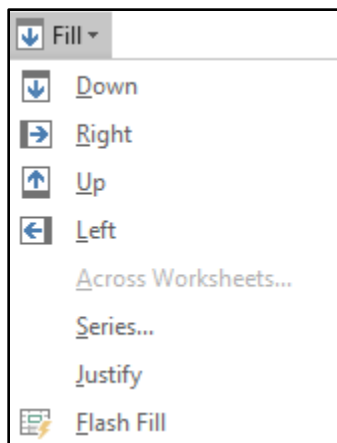 Fill
Down
Right
Up
Left
Across Worksheets...
Series...
Justify
Flash Fill